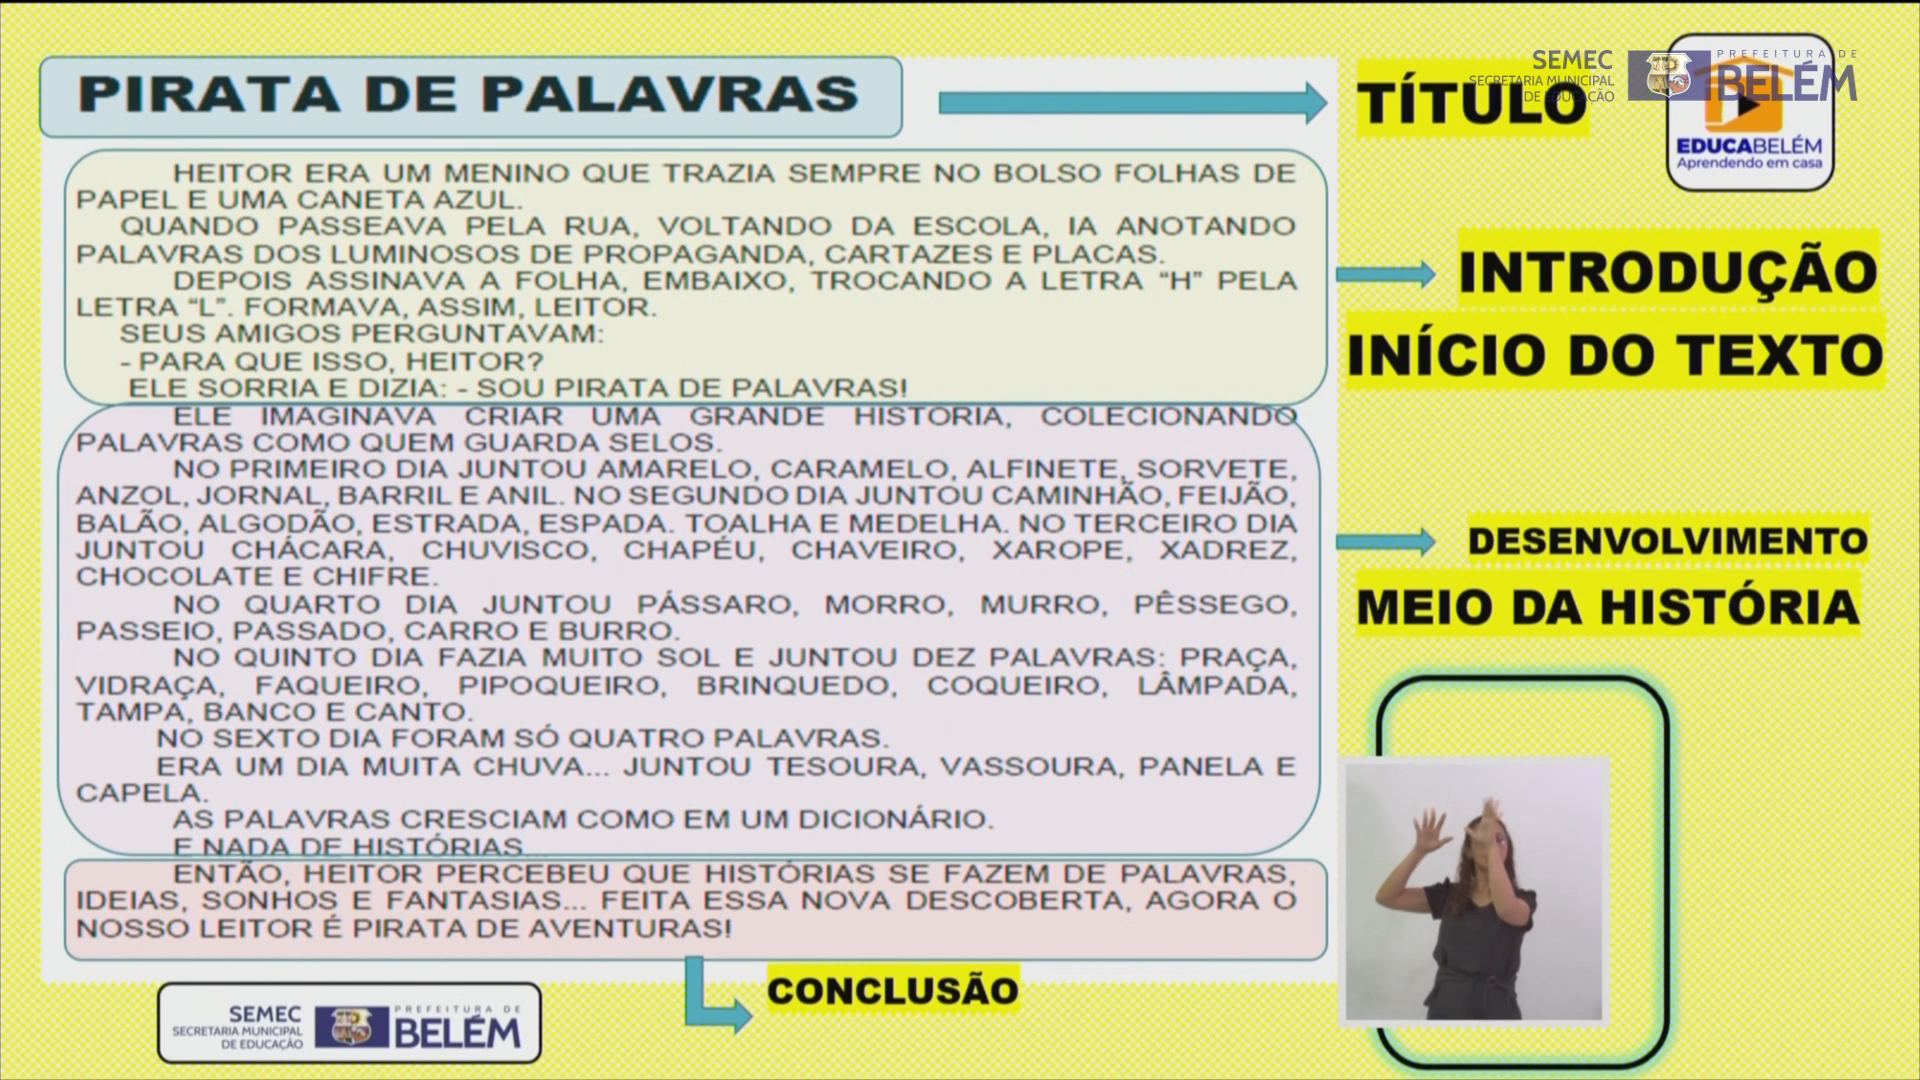 PIRATA DE PALAVRAS
TÍTULO
SEMEC
SECRETARIA MUNICIPAL
DE EDUCAÇÃO
PREFEITURA DE
BELÉM
EDUCABELÉM
Aprendendo em casa
HEITOR ERA UM MENINO QUE TRAZIA SEMPRE NO BOLSO FOLHAS DE
PAPEL E UMA CANETA AZUL.
QUANDO PASSEAVA PELA RUA, VOLTANDO DA ESCOLA, IA ANOTANDO
PALAVRAS DOS LUMINOSOS DE PROPAGANDA, CARTAZES E PLACAS.
DEPOIS ASSINAVA A FOLHA, EMBAIXO, TROCANDO A LETRA “H” PELA
LETRA “L”. FORMAVA, ASSIM, LEITOR.
SEUS AMIGOS PERGUNTAVAM:
- PARA QUE ISSO, HEITOR?
ELE SORRIA E DIZIA: - SOU PIRATA DE PALAVRAS!
INTRODUÇÃO
INÍCIO DO TEXTO
ELE IMAGINAVA CRIAR UMA GRANDE HISTÓRIA, COLECIONANDO
PALAVRAS COMO QUEM GUARDA SELOS.
NO PRIMEIRO DIA JUNTOU AMARELO, CARAMELO, ALFINETE, SORVETE,
ANZOL, JORNAL, BARRIL E ANIL. NO SEGUNDO DIA JUNTOU CAMINHÃO, FEIJÃO,
BALÃO, ALGODÃO, ESTRADA, ESPADA. TOALHA E MEDELHA. NO TERCEIRO DIA
JUNTOU CHÁCARA, CHUVISCO, CHAPÉU, CHAVEIRO, XAROPE, XADREZ,
CHOCOLATE E CHIFRE.
NO QUARTO DIA JUNTOU PÁSSARO, MORRO, MURRO, PÊSSEGO,
PASSEIO, PASSADO, CARRO E BURRO.
NO QUINTO DIA FAZIA MUITO SOL E JUNTOU DEZ PALAVRAS: PRAÇA,
VIDRAÇA, FAQUEIRO, PIPOQUEIRO, BRINQUEDO, COQUEIRO, LÂMPADA,
TAMPA, BANCO E CANTO.
NO SEXTO DIA FORAM SÓ QUATRO PALAVRAS.
ERA UM DIA MUITA CHUVA... JUNTOU TESOURA, VASSOURA, PANELA E
CAPELA.
AS PALAVRAS CRESCIAM COMO EM UM DICIONÁRIO.
E NADA DE HISTÓRIAS...
DESENVOLVIMENTO
MEIO DA HISTÓRIA
ENTÃO, HEITOR PERCEBEU QUE HISTÓRIAS SE FAZEM DE PALAVRAS,
IDEIAS, SONHOS E FANTASIAS... FEITA ESSA NOVA DESCOBERTA, AGORA O
NOSSO LEITOR É PIRATA DE AVENTURAS!
CONCLUSÃO
SEMEC
SECRETARIA MUNICIPAL
DE EDUCAÇÃO
PREFEITURA DE
BELÉM